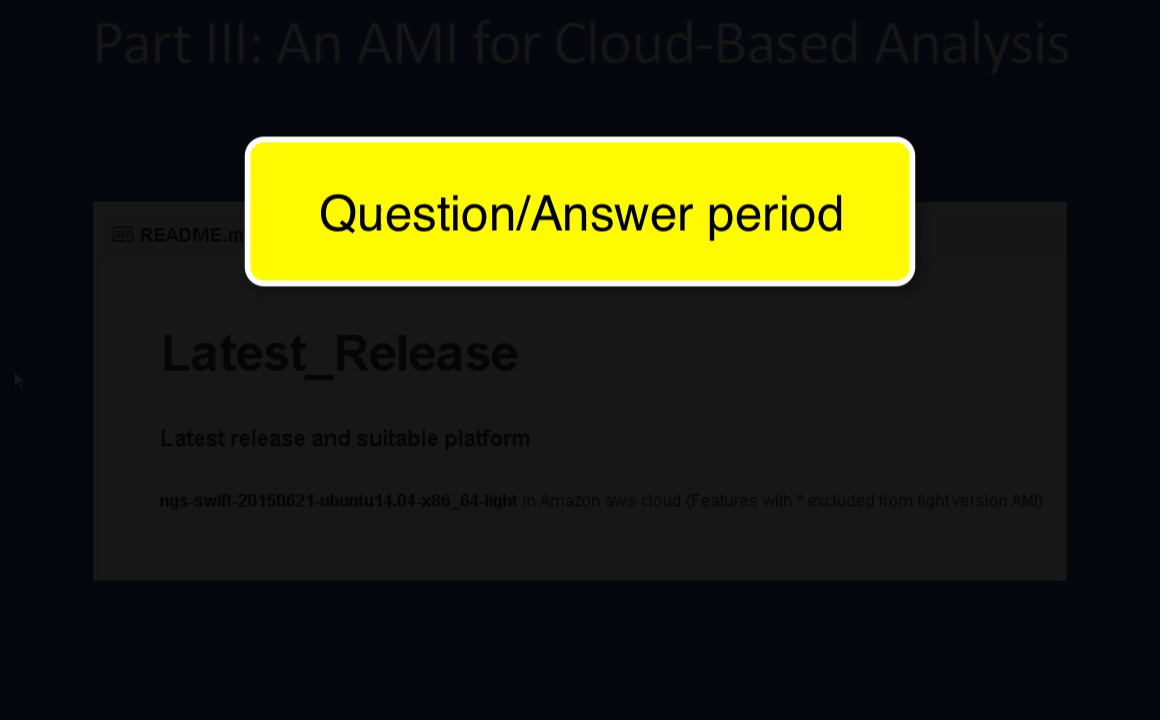 Part III: An AMI for Cloud-Based Analysis
Question/Answer period
README.m
Latest_Release
Latest release and suitable platform
ngs-swift-20150621-ubuntu14.04-x86_64-light in Amazon aws cloud (Features with * excluded from light version AMI)